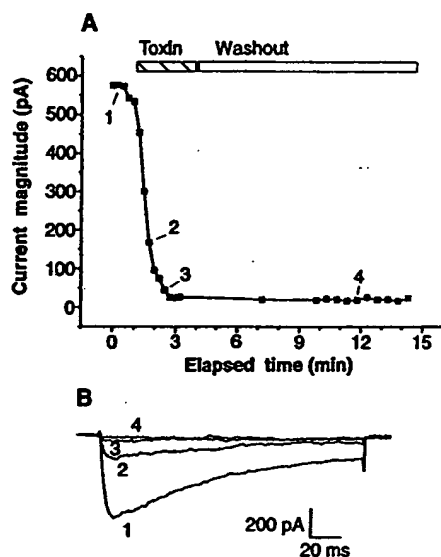 A
Toxin Washout
600
500
400
300
200
100
0
Current magnitude (pA)
1
2
3
4
0 3 6 9 12 15
Elapsed time (min)
B
4
3
2
1
200 pA
20 ms